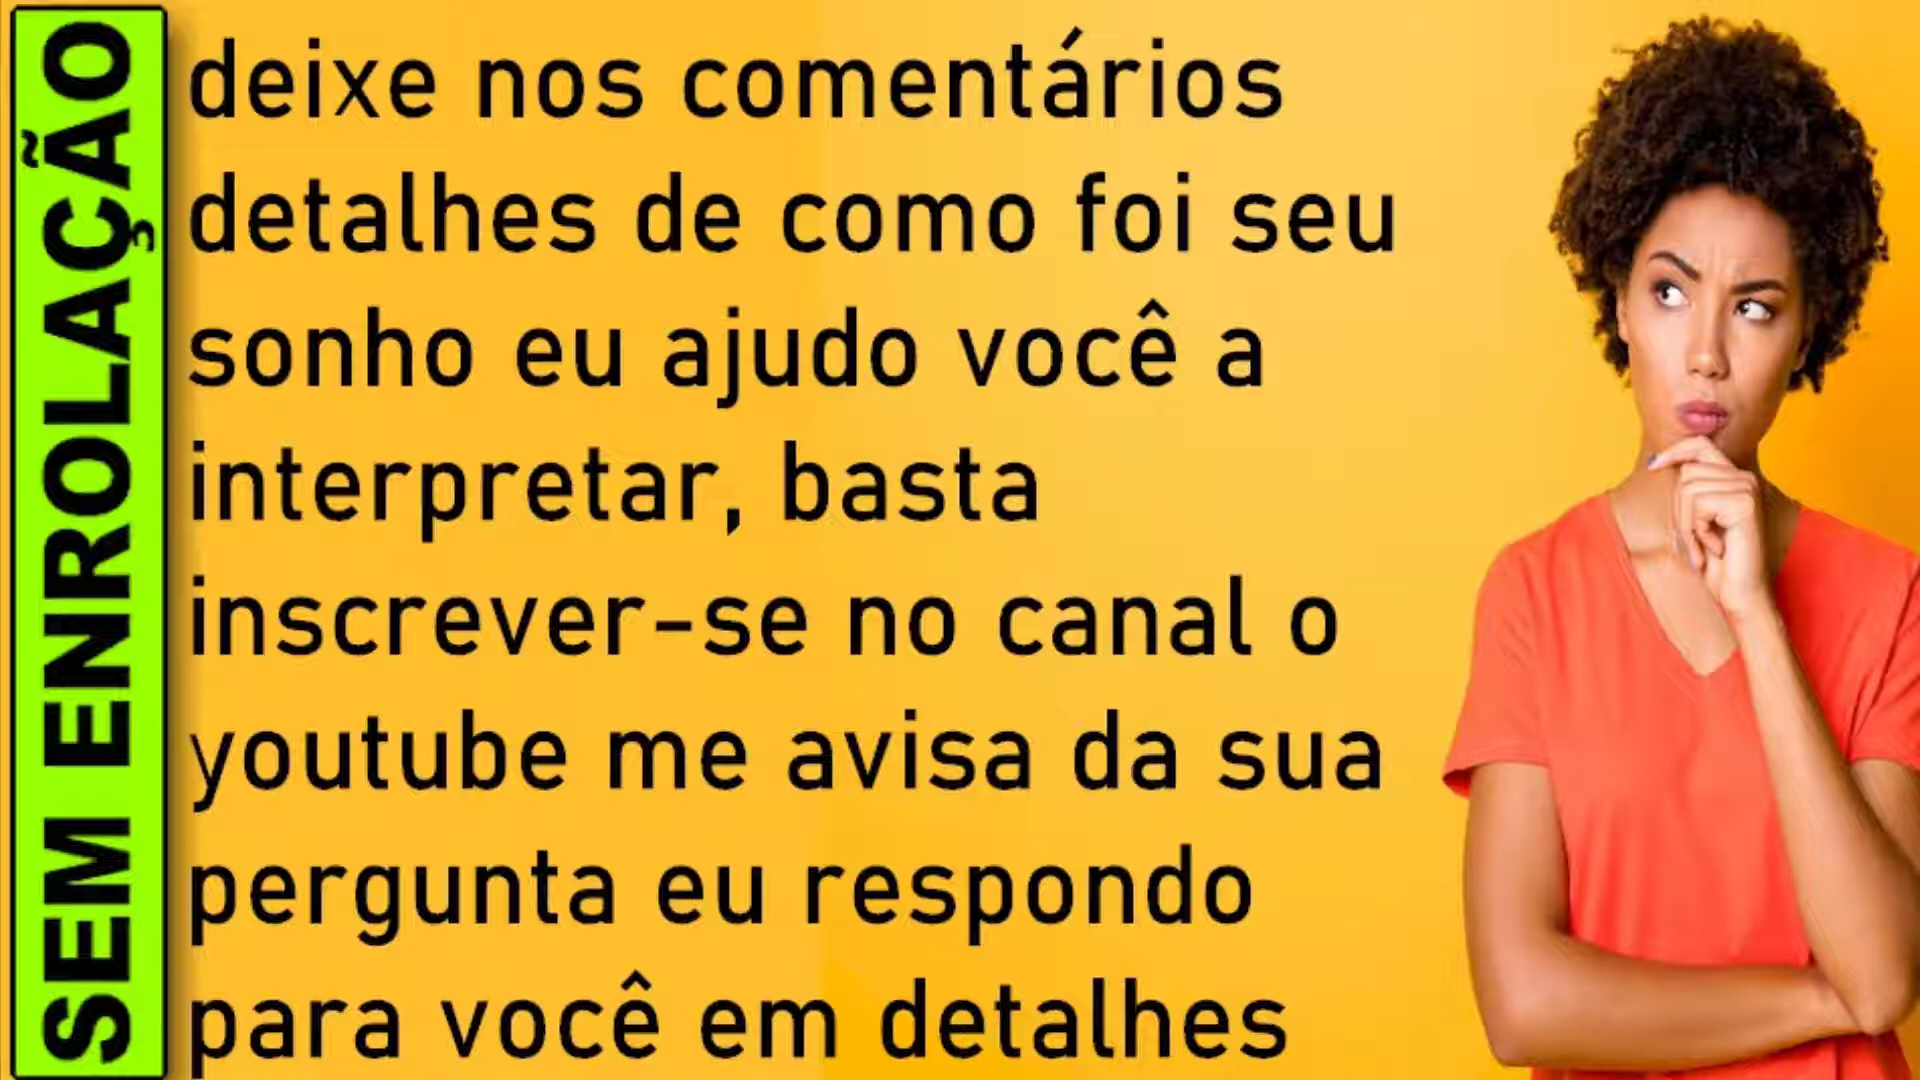 SEM ENROLAÇÃO
deixe nos comentários
detalhes de como foi seu
sonho eu ajudo você a
interpretar, basta
inscrever-se no canal o
youtube me avisa da sua
pergunta eu respondo
para você em detalhes